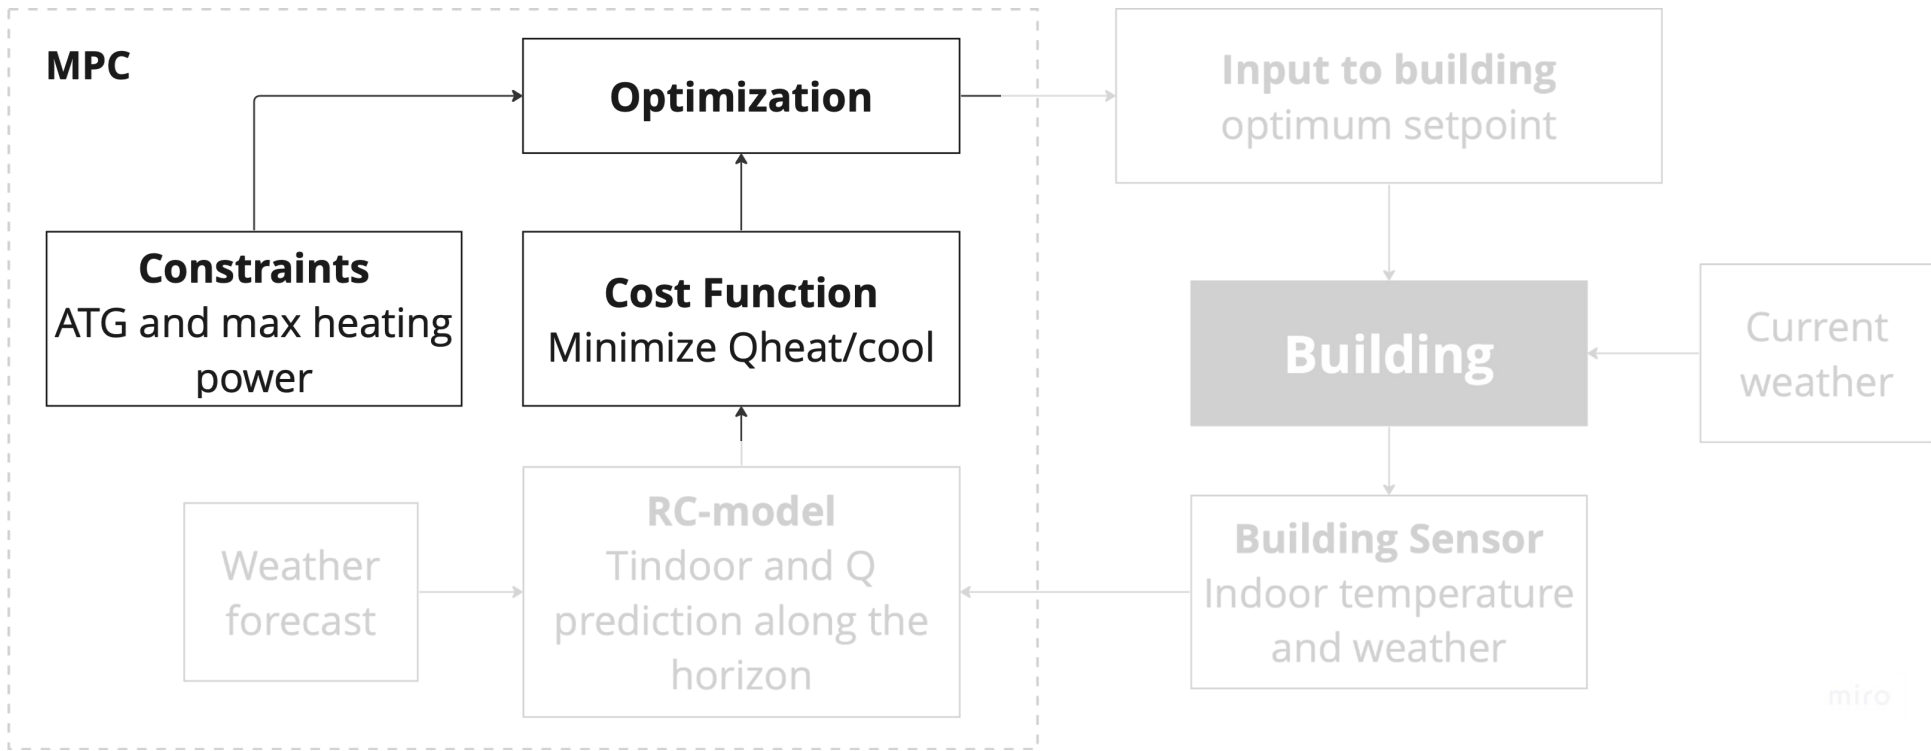 MPC
Optimization
Input to building
optimum setpoint
Constraints
ATG and max heating
power
Cost Function
Minimize Qheat/cool
Building
Current
weather
Weather
forecast
RC-model
Tindoor and Q
prediction along the
horizon
Building Sensor
Indoor temperature
and weather
miro